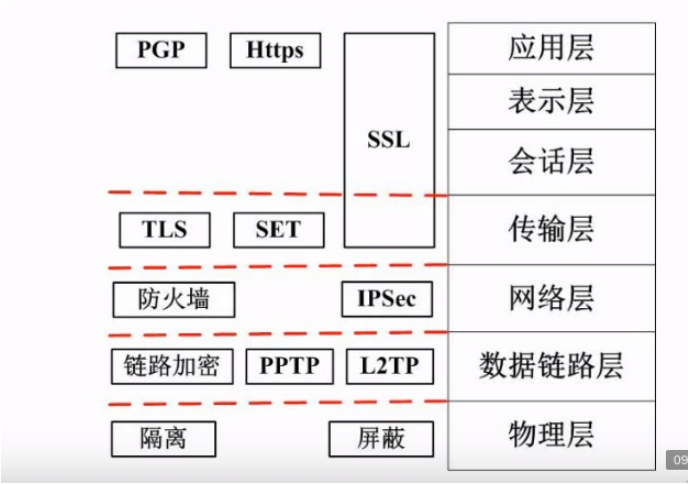 PGP Https 应用层
表示层
SSL
会话层
TLS SET 传输层
防火墙 IPSec 网络层
链路加密 PPTP L2TP 数据链路层
隔离 屏蔽 物理层
09